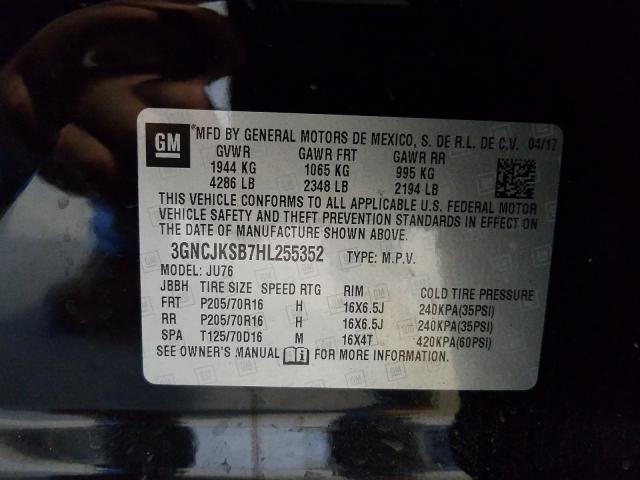 GM ®MFD BY GENERAL MOTORS DE MEXICO, S. DE R.L. DE C.V. 04/17
GVWR GAWR FRT GAWR RR
1944 KG 1065 KG 995 KG
4286 LB 2348 LB 2194 LB
THIS VEHICLE CONFORMS TO ALL APPLICABLE U.S. FEDERAL MOTOR
VEHICLE SAFETY AND THEFT PREVENTION STANDARDS IN EFFECT ON
THE DATE OF MANUFACTURE SHOWN ABOVE.
3GNCJKSB7HL255352 TYPE: M.P.V.
MODEL: JU76
JBBH TIRE SIZE SPEED RTG RIM COLD TIRE PRESSURE
FRT P205/70R16 H 16X6.5J 240KPA(35PSI)
RR P205/70R16 H 16X6.5J 240KPA(35PSI)
SPA T125/70D16 M 16X4T 420KPA(60PSI)
SEE OWNER'S MANUAL FOR MORE INFORMATION.